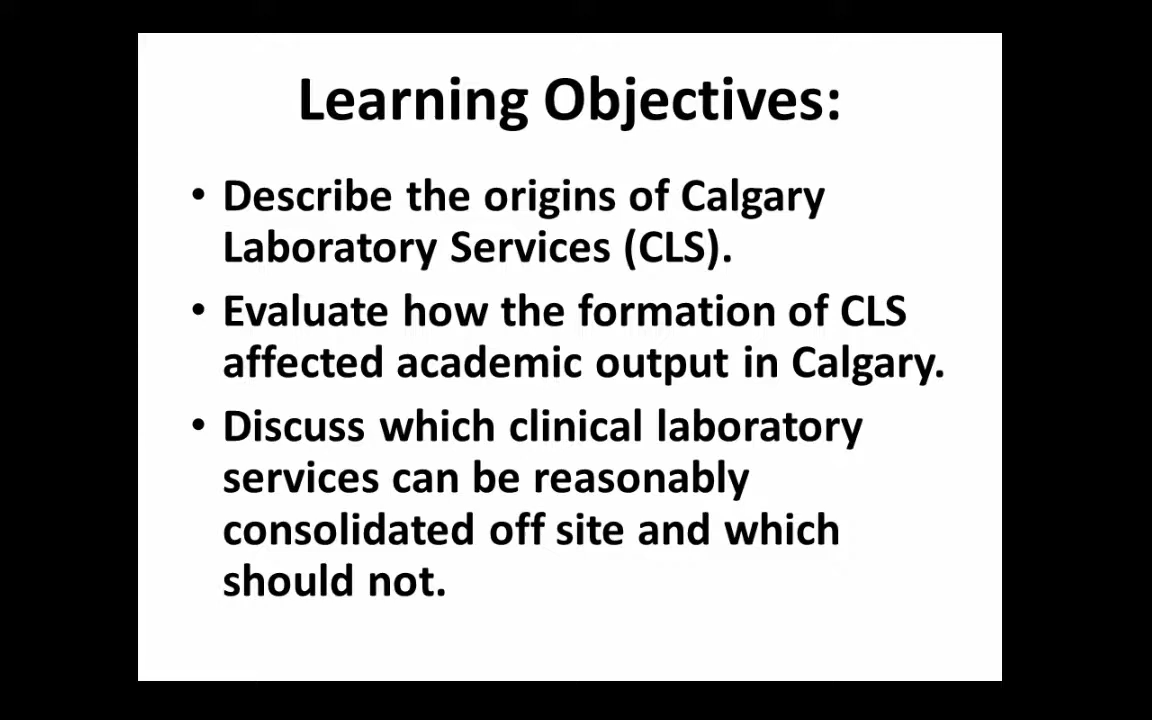 Learning Objectives:
• Describe the origins of Calgary
Laboratory Services (CLS).
• Evaluate how the formation of CLS
affected academic output in Calgary.
• Discuss which clinical laboratory
services can be reasonably
consolidated off site and which
should not.